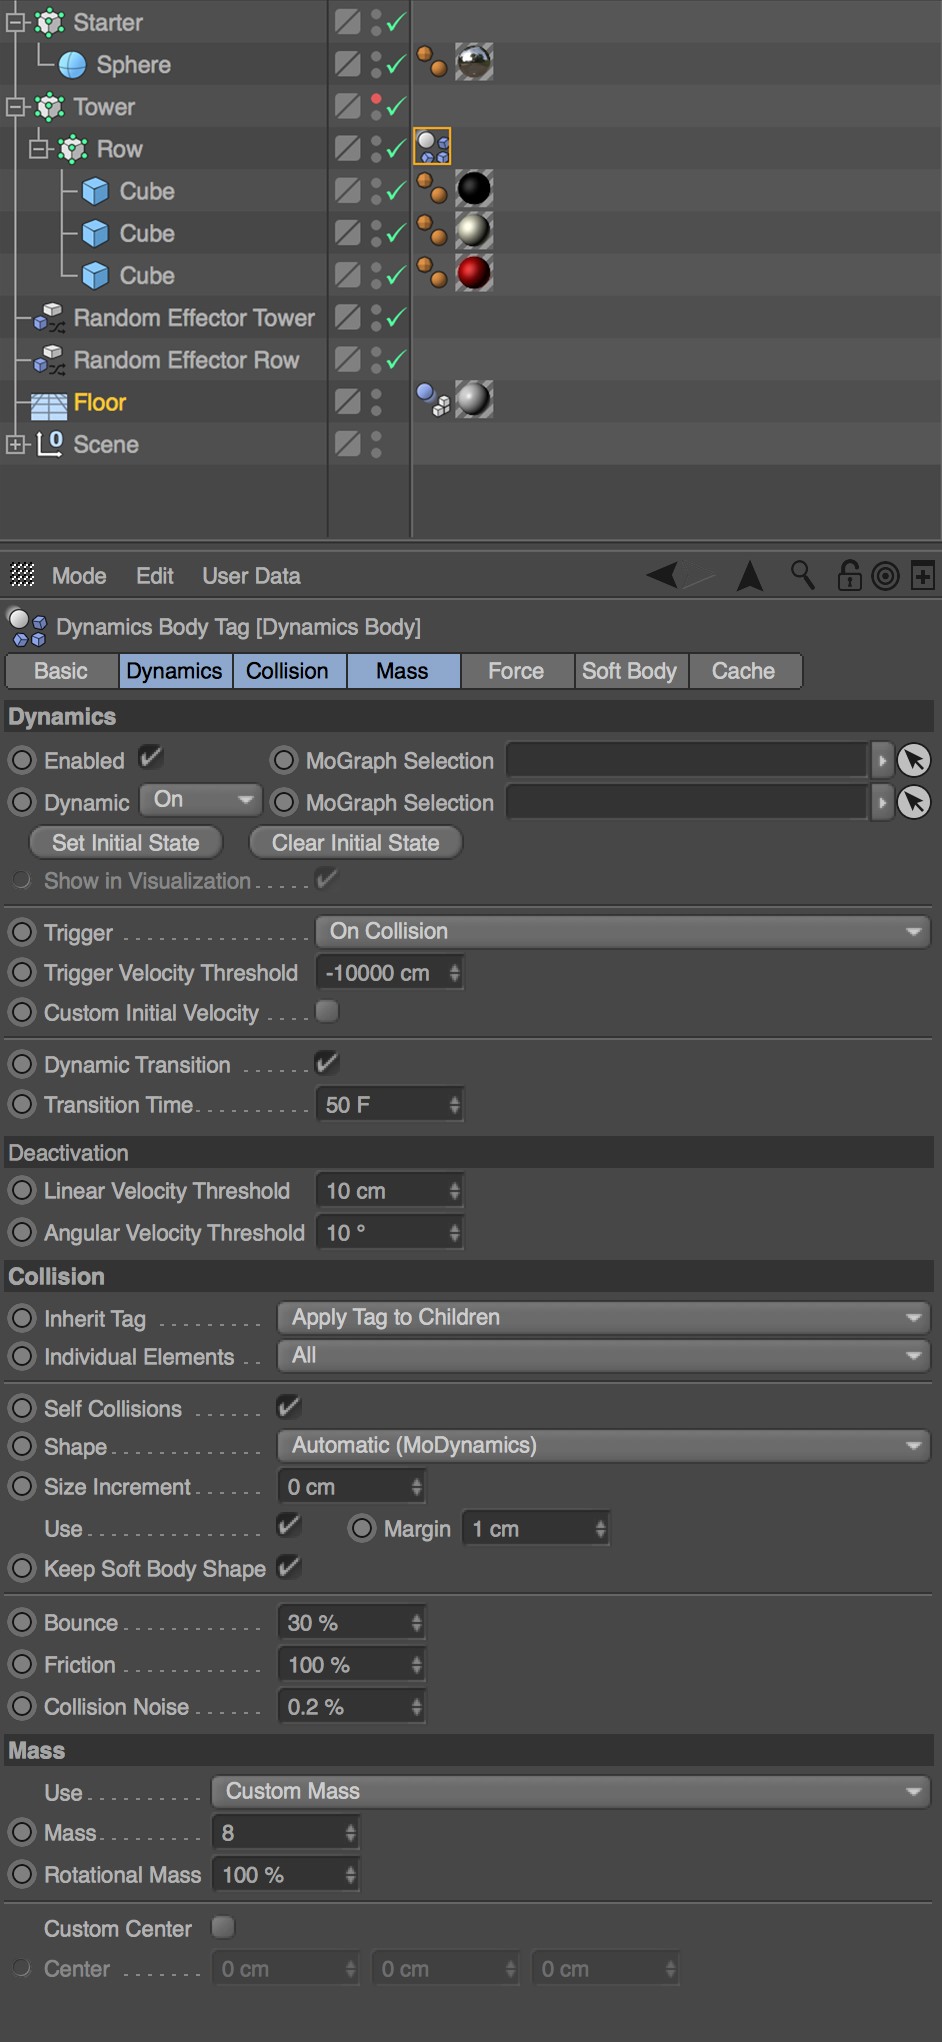 Starter
Sphere
Tower
Row
Cube
Cube
Cube
Random Effector Tower
Random Effector Row
Floor
0 Scene
Mode Edit User Data
Dynamics Body Tag [Dynamics Body]
Basic Dynamics Collision Mass Force Soft Body Cache
Dynamics
Enabled MoGraph Selection
Dynamic On MoGraph Selection
Set Initial State Clear Initial State
Show in Visualization . . . . .
Trigger . . . . . . . . . . . . . . . . . On Collision
Trigger Velocity Threshold -10000 cm
Custom Initial Velocity . . . .
Dynamic Transition . . . . . .
Transition Time . . . . . . . . . . 50 F
Deactivation
Linear Velocity Threshold 10 cm
Angular Velocity Threshold 10 °
Collision
Inherit Tag . . . . . . . . . Apply Tag to Children
Individual Elements . . All
Self Collisions . . . . . .
Shape . . . . . . . . . . . . . Automatic (MoDynamics)
Size Increment . . . . . . 0 cm
Use . . . . . . . . . . . . . . . Margin 1 cm
Keep Soft Body Shape
Bounce . . . . . . . . . . . . 30 %
Friction . . . . . . . . . . . . 100 %
Collision Noise . . . . . . 0.2 %
Mass
Use . . . . . . . . . . Custom Mass
Mass . . . . . . . . . 8
Rotational Mass 100 %
Custom Center
Center . . . . . . . 0 cm 0 cm 0 cm